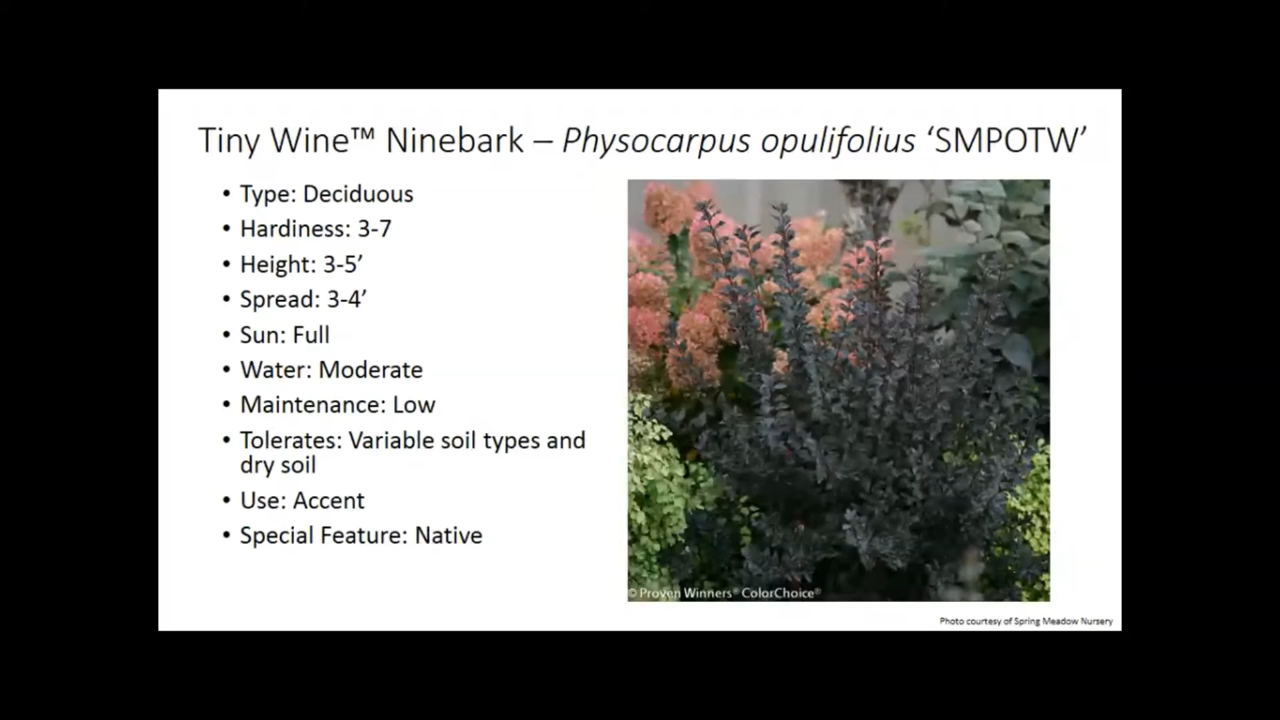 Tiny Wine™ Ninebark – Physocarpus opulifolius ‘SMPOTW’
• Type: Deciduous
• Hardiness: 3-7
• Height: 3-5’
• Spread: 3-4’
• Sun: Full
• Water: Moderate
• Maintenance: Low
• Tolerates: Variable soil types and
dry soil
• Use: Accent
• Special Feature: Native
© Proven Winners® ColorChoice®
Photo courtesy of Spring Meadow Nursery